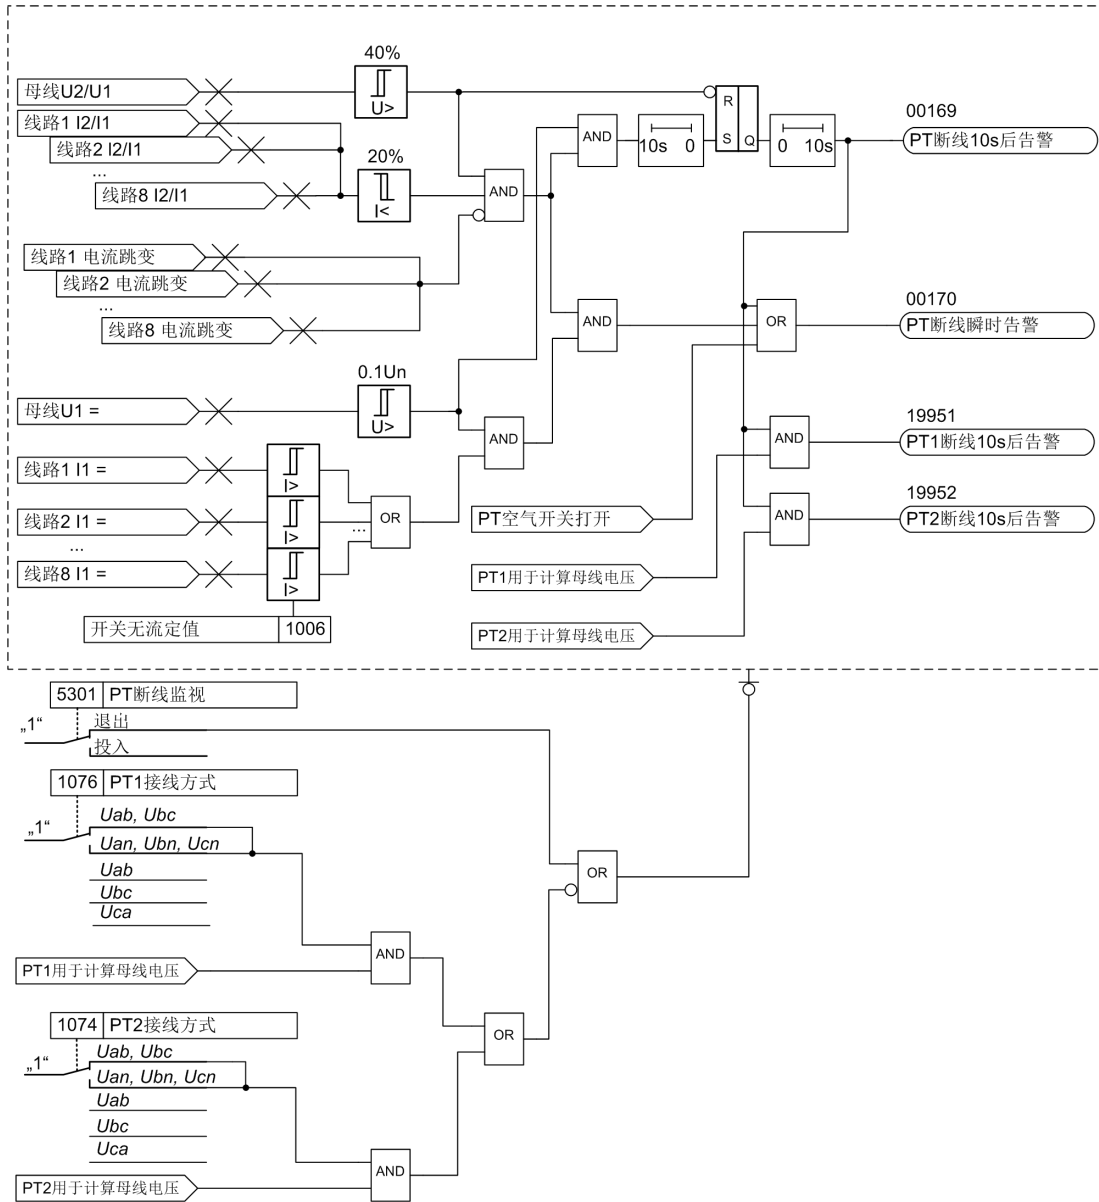 40%
母线U2/U1
U>
线路1 I2/I1
线路2 I2/I1
...
线路8 I2/I1
20%
I<
AND
AND
10s 0
R
S Q
0 10s
00169
PT断线10s后告警
线路1 电流跳变
线路2 电流跳变
...
线路8 电流跳变
AND
OR
00170
PT断线瞬时告警
0.1Un
母线U1 =
U>
AND
线路1 I1 =
I>
线路2 I1 =
I>
...
线路8 I1 =
I>
...
OR
开关无流定值 1006
AND
19951
PT1断线10s后告警
AND
19952
PT2断线10s后告警
PT空气开关打开
PT1用于计算母线电压
PT2用于计算母线电压
5301 PT断线监视
„1“
退出
投入
1076 PT1接线方式
„1“
Uab, Ubc
Uan, Ubn, Ucn
Uab
Ubc
Uca
OR
AND
PT1用于计算母线电压
OR
1074 PT2接线方式
„1“
Uab, Ubc
Uan, Ubn, Ucn
Uab
Ubc
Uca
AND
PT2用于计算母线电压